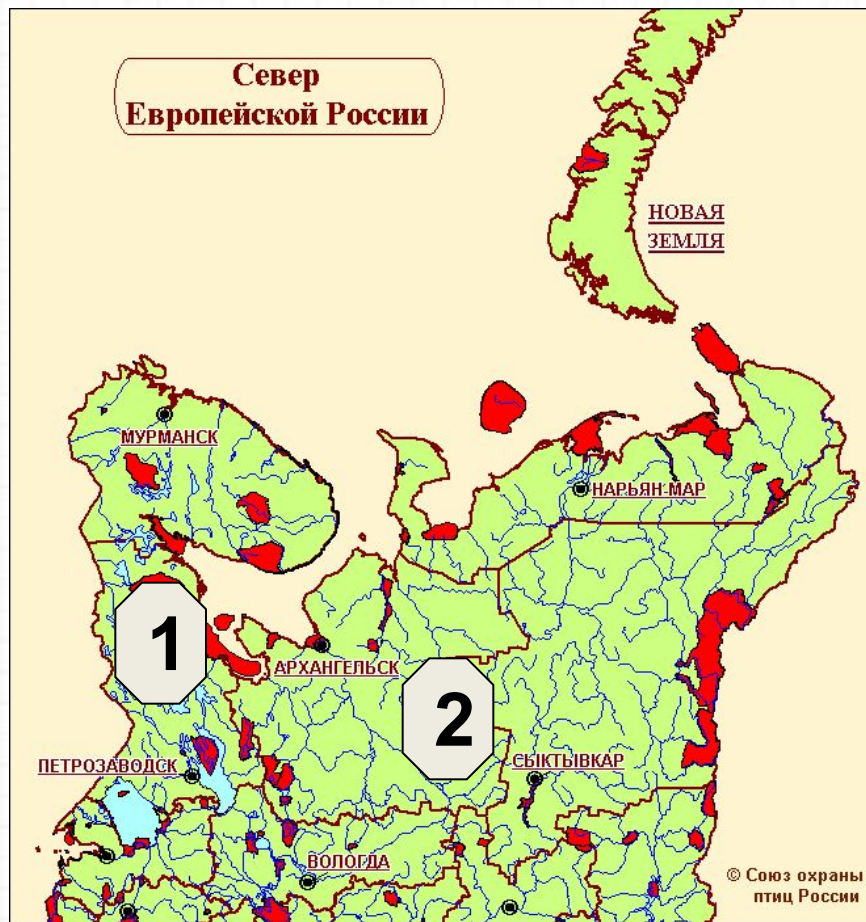 Север
Европейской России
НОВАЯ
ЗЕМЛЯ
МУРМАНСК
НАРЬЯН-МАР
1
АРХАНГЕЛЬСК
2
ПЕТРОЗАВОДСК
СЫКТЫВКАР
ВОЛОГДА
© Союз охраны
птиц России